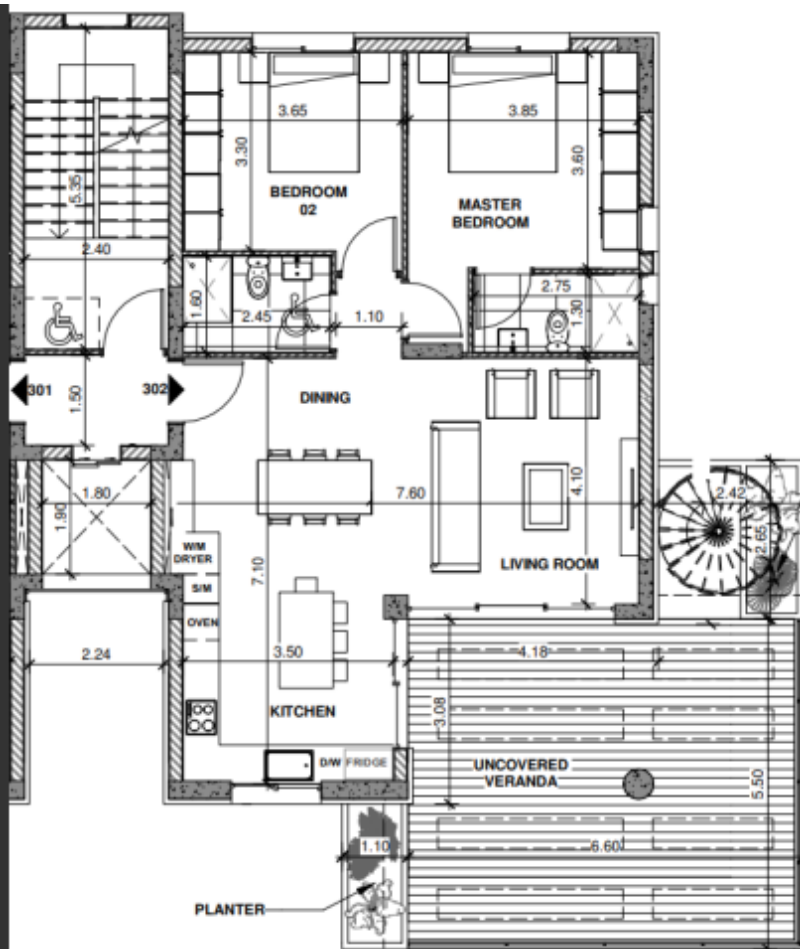 3.65
3.85
3.30
3.60
5.35
BEDROOM
02
MASTER
BEDROOM
2.40
1.60
2.45
1.10
2.75
1.30
301
302
1.50
DINING
1.80
1.90
7.60
4.10
2.42
2.65
W/M
DRYER
S/M
OVEN
7.10
LIVING ROOM
2.24
3.50
4.18
3.08
KITCHEN
D/W
FRIDGE
UNCOVERED
VERANDA
5.50
1.10
6.60
PLANTER